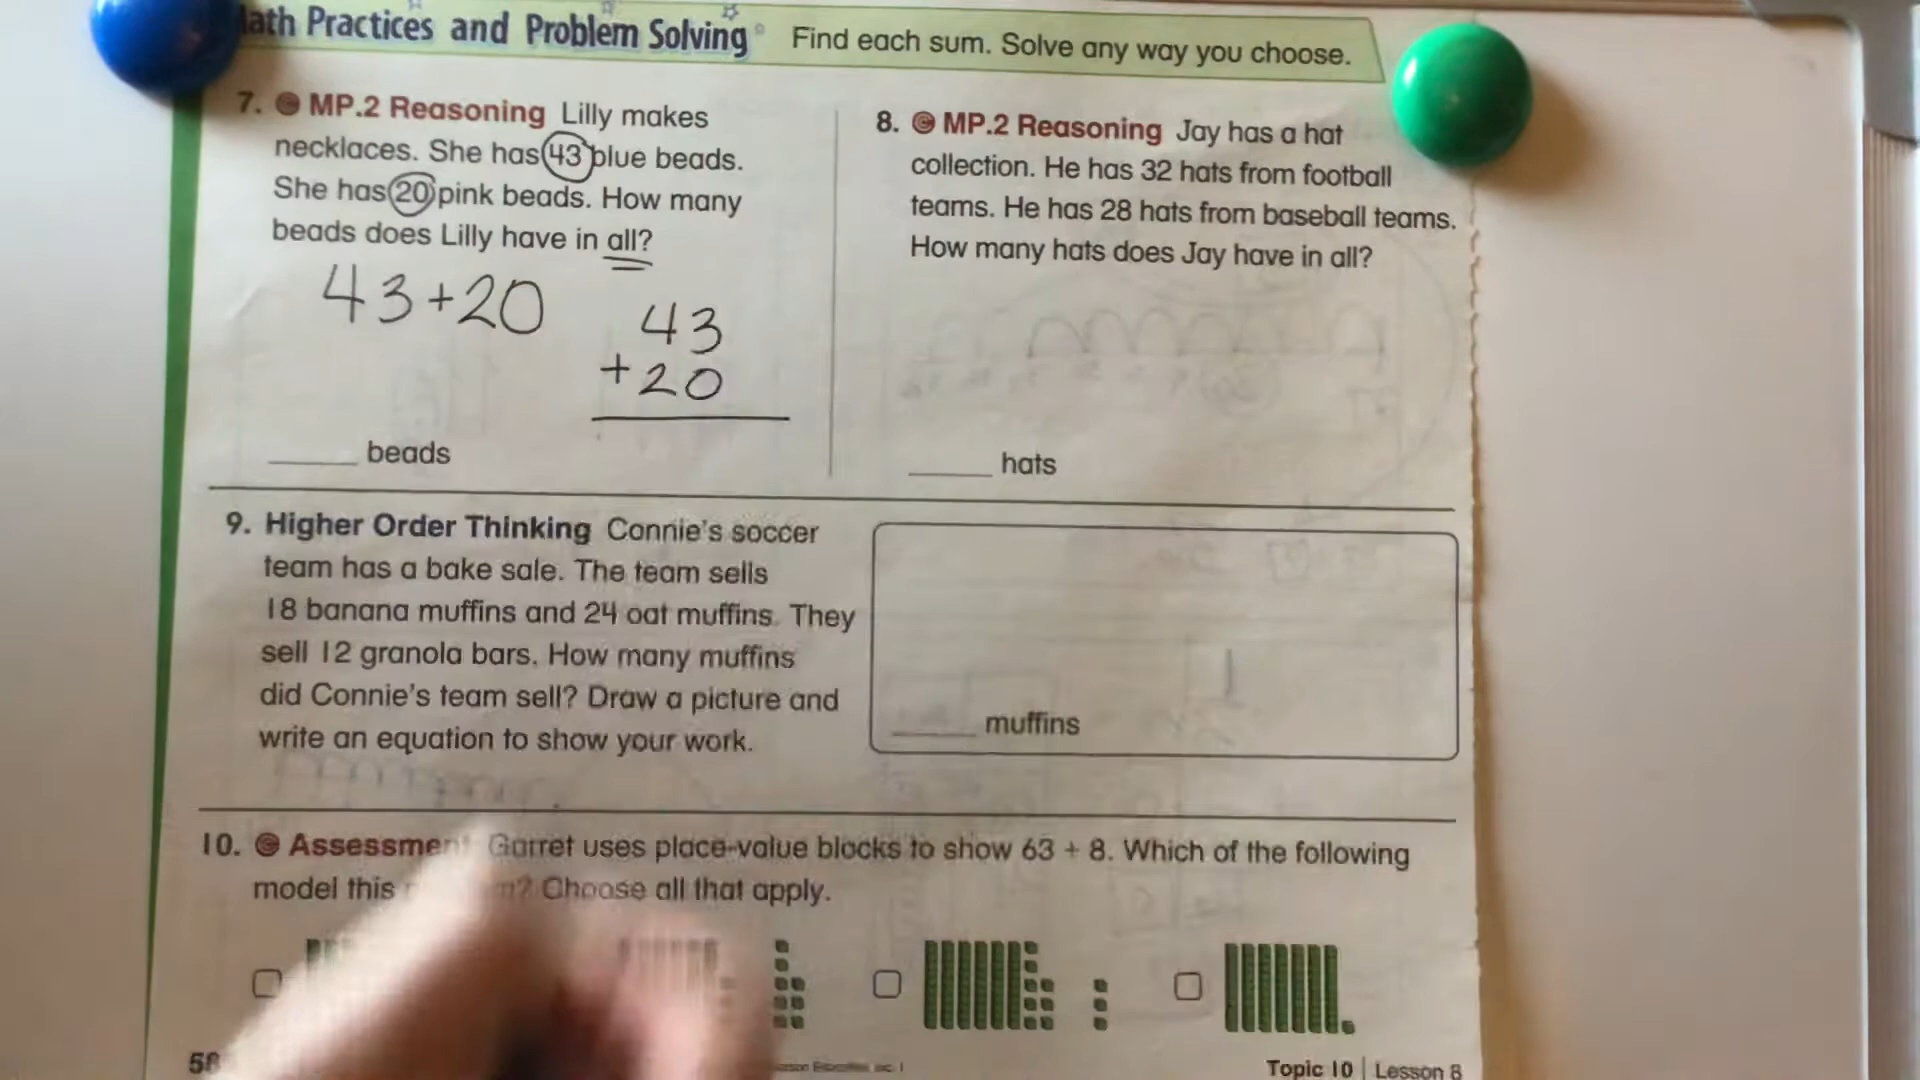 Math Practices and Problem Solving Find each sum. Solve any way you choose.
7. MP.2 Reasoning Lilly makes
necklaces. She has 43 blue beads.
She has 20 pink beads. How many
beads does Lilly have in all?
43+20
43
+20
_____ beads
8. MP.2 Reasoning Jay has a hat
collection. He has 32 hats from football
teams. He has 28 hats from baseball teams.
How many hats does Jay have in all?
_____ hats
9. Higher Order Thinking Connie's soccer
team has a bake sale. The team sells
18 banana muffins and 24 oat muffins. They
sell 12 granola bars. How many muffins
did Connie's team sell? Draw a picture and
write an equation to show your work.
_____ muffins
10. Assessment Garret uses place-value blocks to show 63 + 8. Which of the following
model this Choose all that apply.
Topic 10 | Lesson 8